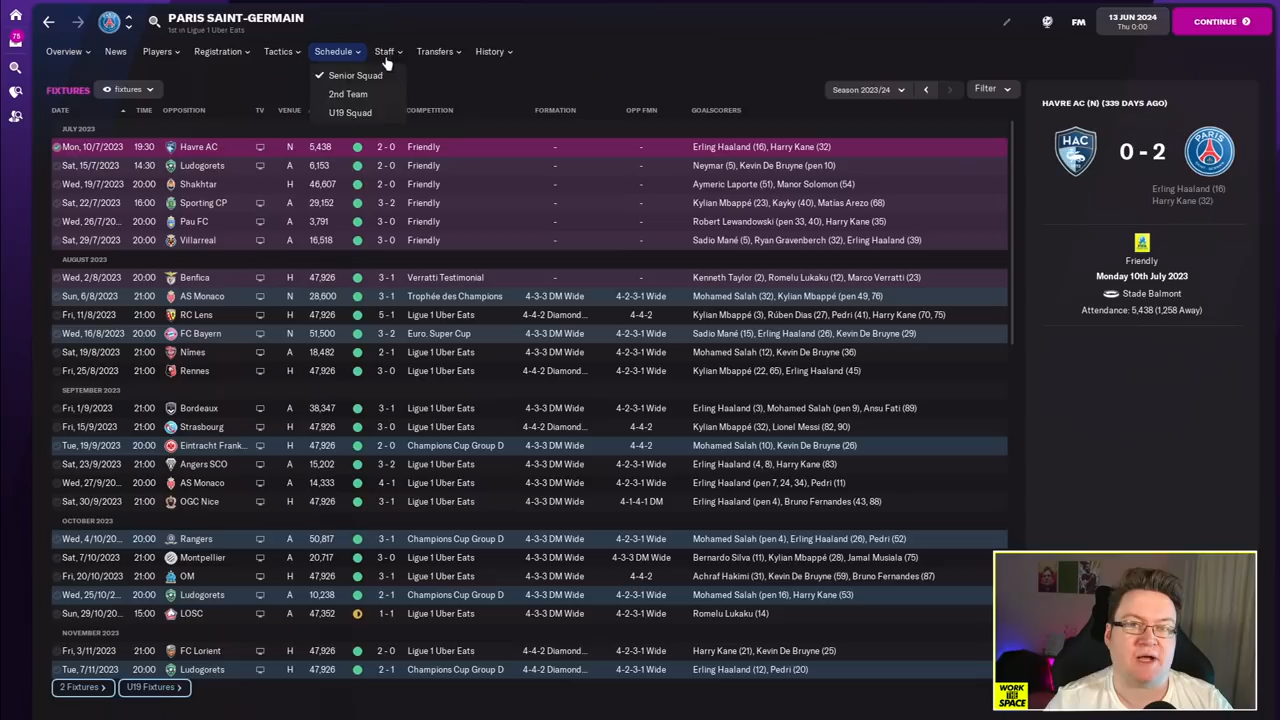 PARIS SAINT-GERMAIN
1st in Ligue 1 Uber Eats
FM
13 JUN 2024
Thu 0:00
CONTINUE
75
Overview News Players Registration Tactics Schedule Staff Transfers History
Senior Squad
2nd Team
U19 Squad
FIXTURES fixtures Season 2023/24 Filter
DATE TIME OPPOSITION TV VENUE COMPETITION FORMATION OPP FMN GOALSCORERS
JULY 2023
Mon, 10/7/2023 19:30 Havre AC N 5,438 2 - 0 Friendly - - Erling Haaland (16), Harry Kane (32)
Sat, 15/7/2023 14:30 Ludogorets A 6,153 2 - 0 Friendly - - Neymar (5), Kevin De Bruyne (pen 10)
Wed, 19/7/2023 20:00 Shakhtar H 46,607 2 - 0 Friendly - - Aymeric Laporte (51), Manor Solomon (54)
Sat, 22/7/2023 16:00 Sporting CP A 29,152 3 - 2 Friendly - - Kylian Mbappé (23), Kayky (40), Matias Arezo (68)
Wed, 26/7/20... 20:00 Pau FC A 3,791 3 - 0 Friendly - - Robert Lewandowski (pen 33, 40), Harry Kane (35)
Sat, 29/7/2023 20:00 Villarreal A 16,518 3 - 0 Friendly - - Sadio Mané (5), Ryan Gravenberch (32), Erling Haaland (39)
AUGUST 2023
Wed, 2/8/2023 20:00 Benfica H 47,926 3 - 1 Verratti Testimonial - - Kenneth Taylor (2), Romelu Lukaku (12), Marco Verratti (23)
Sun, 6/8/2023 21:00 AS Monaco N 28,600 3 - 1 Trophée des Champions 4-3-3 DM Wide 4-2-3-1 Wide Mohamed Salah (32), Kylian Mbappé (pen 49, 76)
Fri, 11/8/2023 21:00 RC Lens H 47,926 5 - 1 Ligue 1 Uber Eats 4-4-2 Diamond... 4-4-2 Kylian Mbappé (3), Rúben Dias (27), Pedri (41), Harry Kane (70, 75)
Wed, 16/8/2023 21:00 FC Bayern N 51,500 3 - 2 Euro. Super Cup 4-3-3 DM Wide 4-2-3-1 Wide Sadio Mané (15), Erling Haaland (26), Kevin De Bruyne (29)
Sat, 19/8/2023 21:00 Nîmes A 18,482 2 - 1 Ligue 1 Uber Eats 4-3-3 DM Wide 4-2-3-1 Wide Mohamed Salah (12), Kevin De Bruyne (36)
Fri, 25/8/2023 21:00 Rennes H 47,926 3 - 0 Ligue 1 Uber Eats 4-4-2 Diamond... 4-2-3-1 Wide Kylian Mbappé (22, 65), Erling Haaland (45)
SEPTEMBER 2023
Fri, 1/9/2023 21:00 Bordeaux A 38,347 3 - 1 Ligue 1 Uber Eats 4-3-3 DM Wide 4-2-3-1 Wide Erling Haaland (3), Mohamed Salah (pen 9), Ansu Fati (89)
Fri, 15/9/2023 21:00 Strasbourg H 47,926 3 - 0 Ligue 1 Uber Eats 4-4-2 Diamond... 4-4-2 Kylian Mbappé (32), Lionel Messi (82, 90)
Tue, 19/9/2023 21:00 Eintracht Frank... H 47,926 2 - 0 Champions Cup Group D 4-3-3 DM Wide 4-4-2 Mohamed Salah (10), Kevin De Bruyne (26)
Sat, 23/9/2023 21:00 Angers SCO A 15,202 3 - 2 Ligue 1 Uber Eats 4-3-3 DM Wide 4-2-3-1 Wide Erling Haaland (4, 8), Harry Kane (83)
Wed, 27/9/20... 21:00 AS Monaco A 14,333 4 - 1 Ligue 1 Uber Eats 4-3-3 DM Wide 4-2-3-1 Wide Erling Haaland (pen 7, 24, 34), Pedri (11)
Sat, 30/9/2023 21:00 OGC Nice H 47,926 3 - 1 Ligue 1 Uber Eats 4-3-3 DM Wide 4-1-4-1 DM Erling Haaland (pen 4), Bruno Fernandes (43, 88)
OCTOBER 2023
Wed, 4/10/20... 20:00 Rangers A 50,817 3 - 1 Champions Cup Group D 4-3-3 DM Wide 4-2-3-1 Wide Mohamed Salah (pen 4), Erling Haaland (26), Pedri (52)
Sat, 7/10/2023 21:00 Montpellier A 20,717 3 - 0 Ligue 1 Uber Eats 4-3-3 DM Wide 4-3-3 DM Wide Bernardo Silva (11), Kylian Mbappé (28), Jamal Musiala (75)
Fri, 20/10/2023 21:00 OM H 47,926 3 - 1 Ligue 1 Uber Eats 4-3-3 DM Wide 4-4-2 Achraf Hakimi (31), Kevin De Bruyne (59), Bruno Fernandes (87)
Wed, 25/10/2... 20:00 Ludogorets A 10,238 2 - 1 Champions Cup Group D 4-3-3 DM Wide 4-2-3-1 Wide Mohamed Salah (pen 16), Harry Kane (53)
Sun, 29/10/20... 15:00 LOSC A 47,352 1 - 1 Ligue 1 Uber Eats 4-3-3 DM Wide 4-2-3-1 Wide Romelu Lukaku (14)
NOVEMBER 2023
Fri, 3/11/2023 21:00 FC Lorient H 47,926 2 - 0 Ligue 1 Uber Eats 4-4-2 Diamond... 4-2-3-1 Wide Harry Kane (21), Kevin De Bruyne (25)
Tue, 7/11/2023 20:00 Ludogorets H 47,926 2 - 1 Champions Cup Group D 4-4-2 Diamond... 4-2-3-1 Wide Erling Haaland (12), Pedri (20)
2 Fixtures U19 Fixtures
HAVRE AC (N) (339 DAYS AGO)
HAC 0 - 2 PARIS
Erling Haaland (16)
Harry Kane (32)
Friendly
Monday 10th July 2023
Stade Balmont
Attendance: 5,438 (1,258 Away)
WORK
THE
SPACE